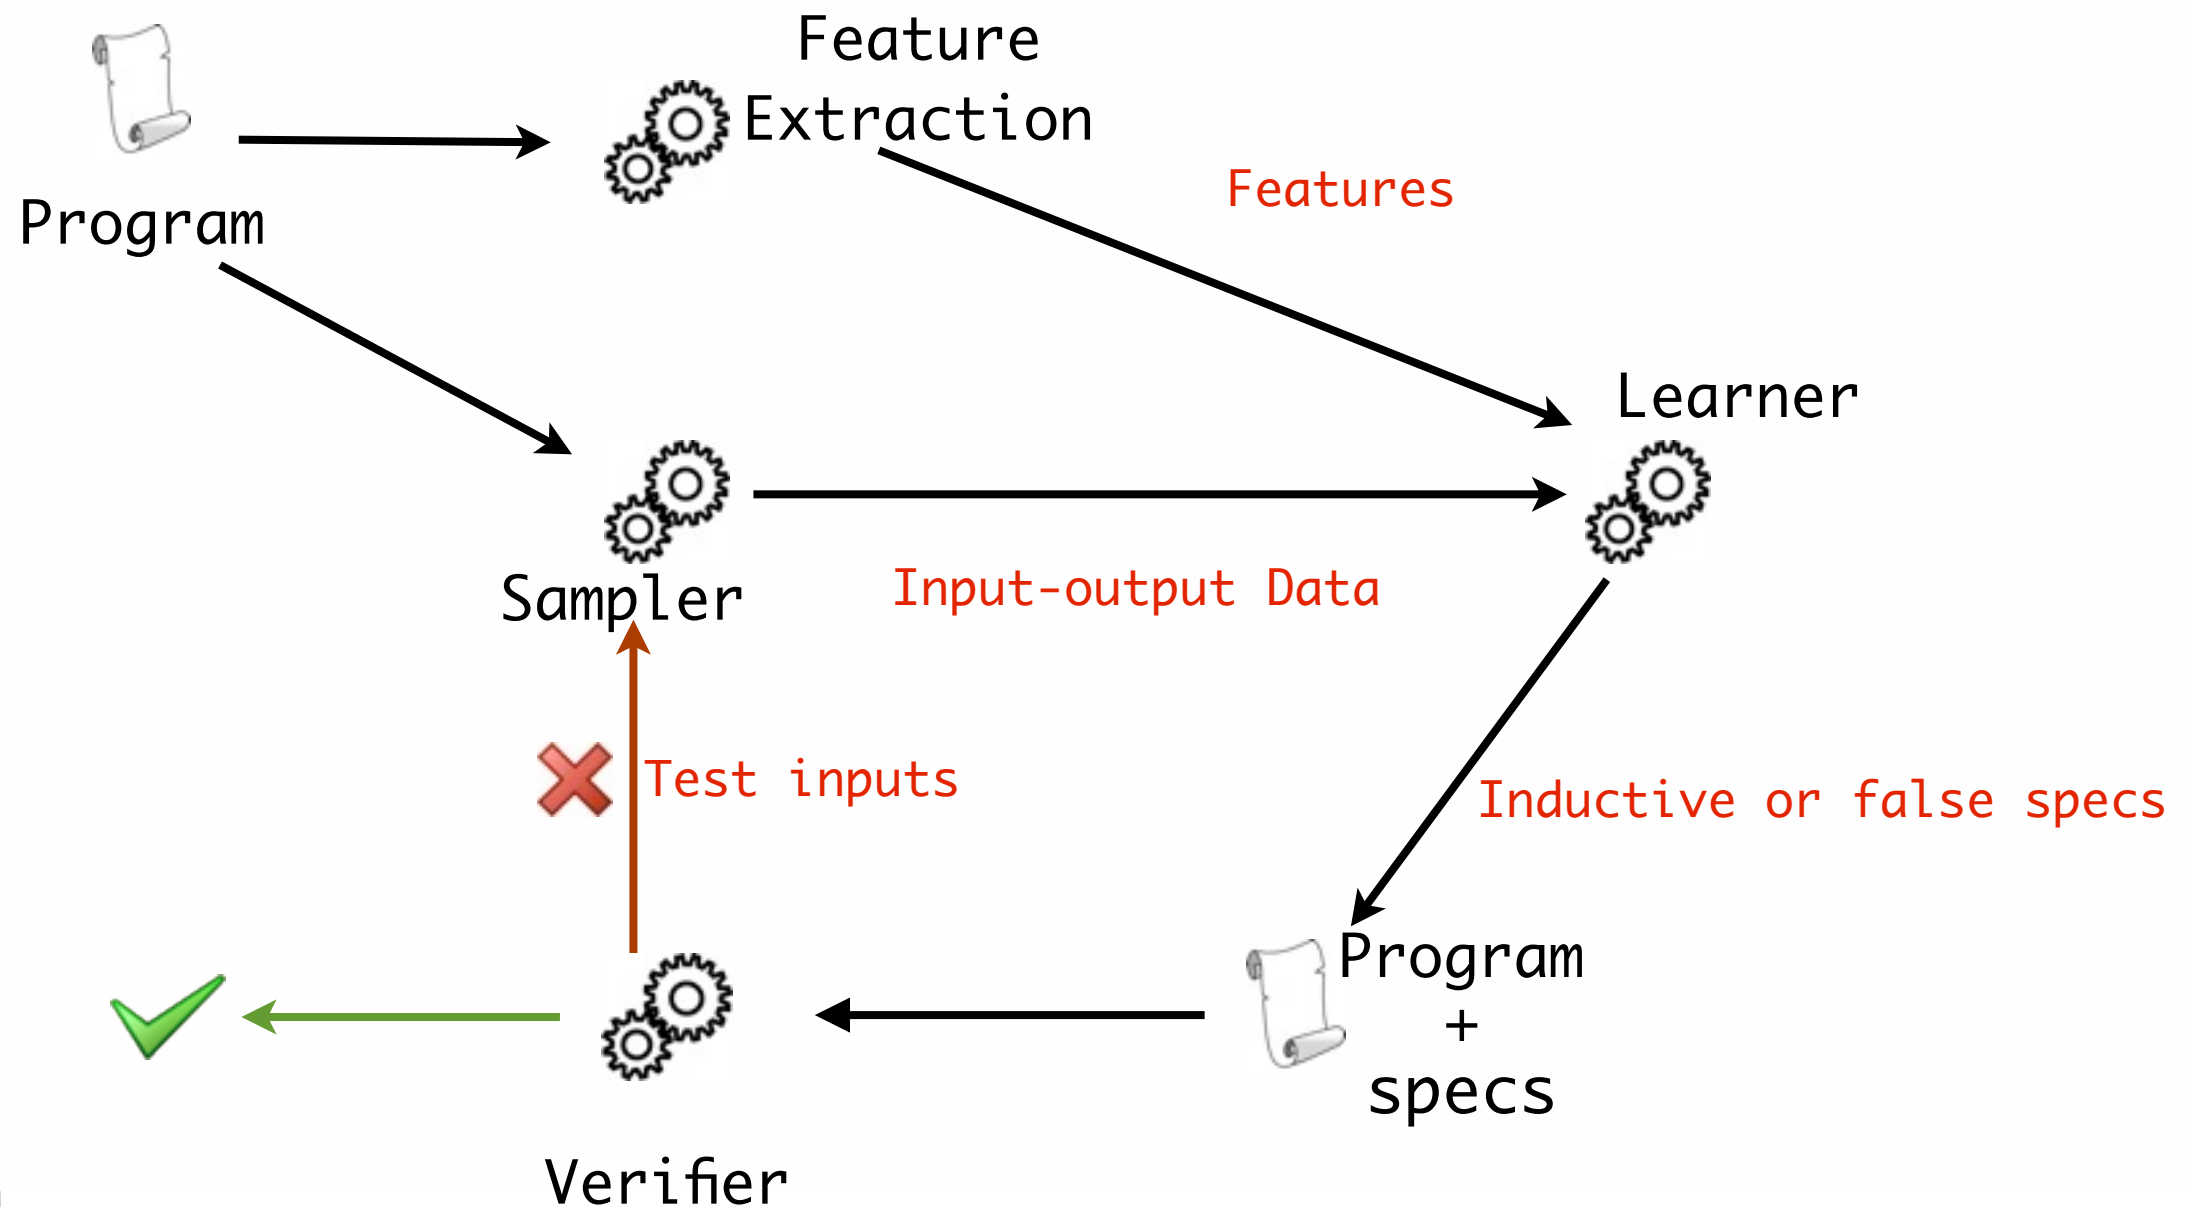 Feature
Extraction
Features
Program
Learner
Sampler
Input-output Data
Test inputs
Inductive or false specs
Program
+
specs
Verifier